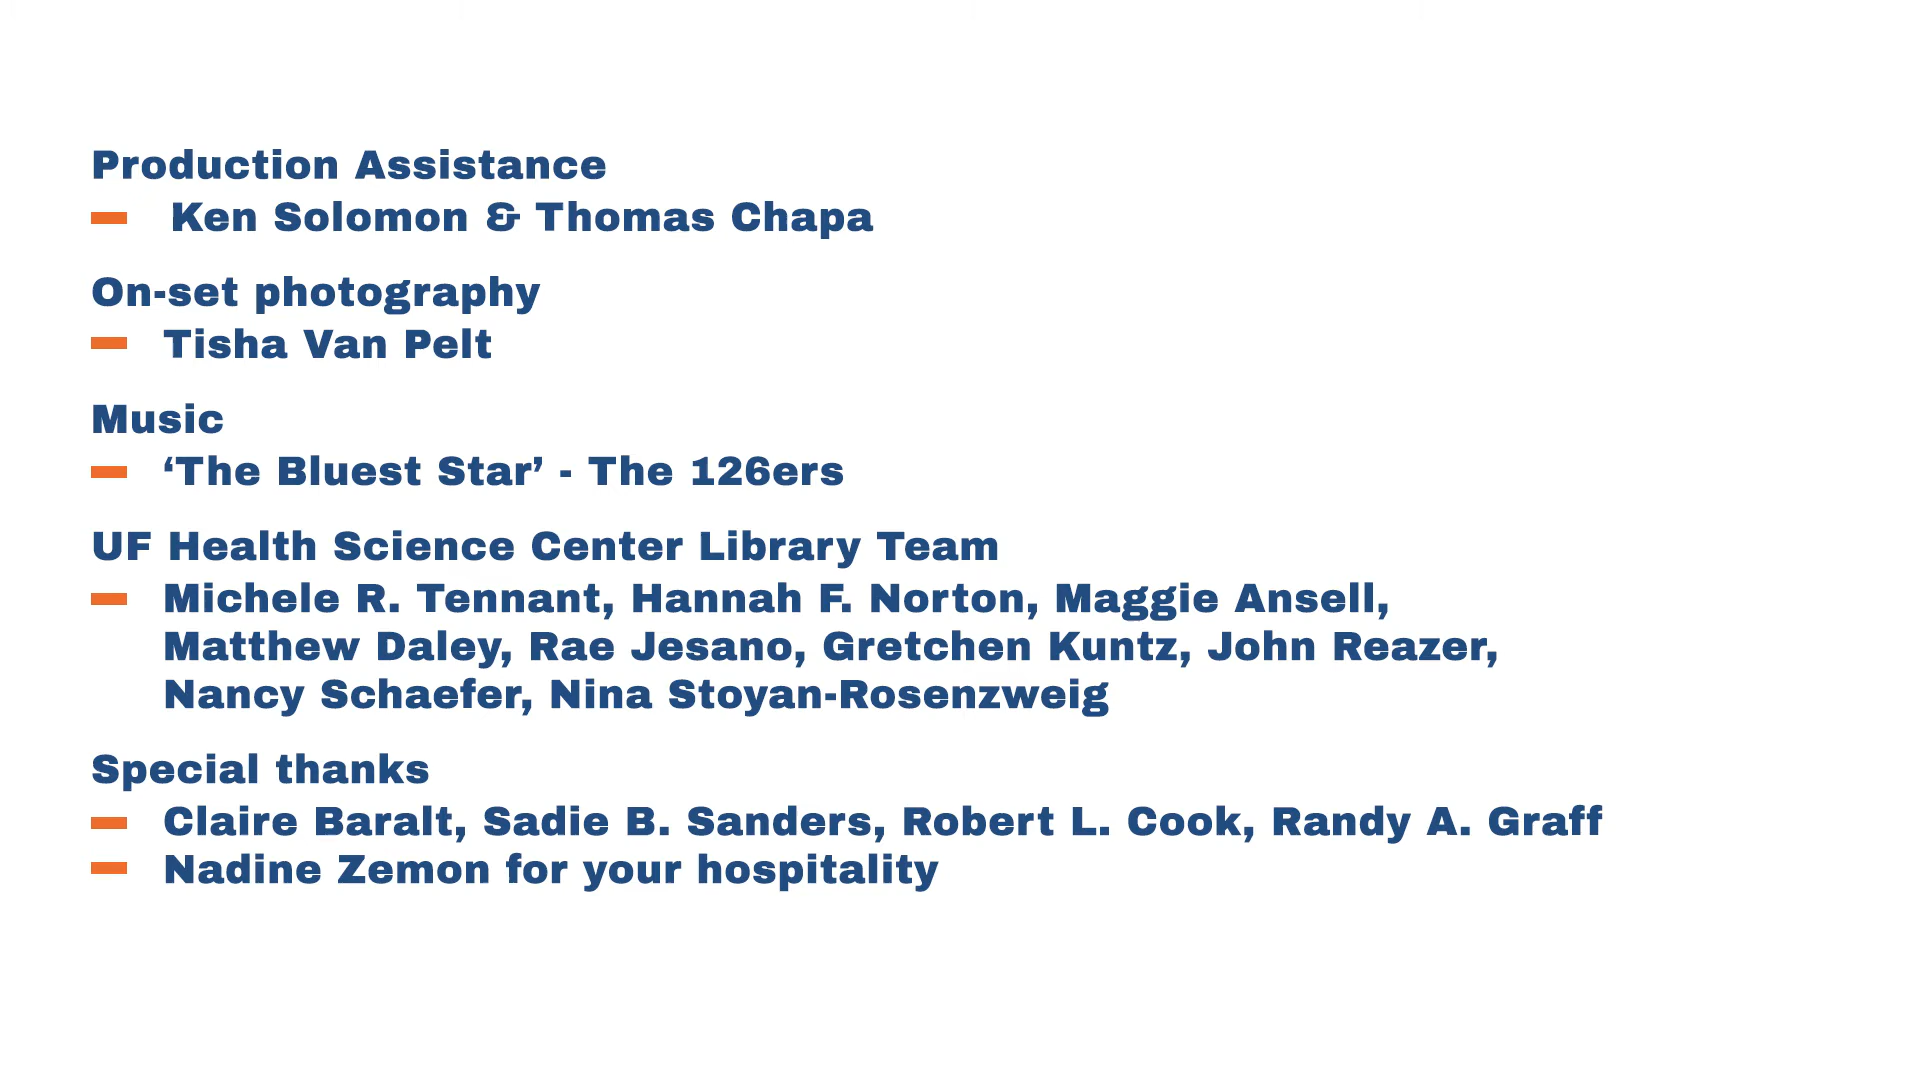 Production Assistance
Ken Solomon & Thomas Chapa
On-set photography
Tisha Van Pelt
Music
‘The Bluest Star’ - The 126ers
UF Health Science Center Library Team
Michele R. Tennant, Hannah F. Norton, Maggie Ansell,
Matthew Daley, Rae Jesano, Gretchen Kuntz, John Reazer,
Nancy Schaefer, Nina Stoyan-Rosenzweig
Special thanks
Claire Baralt, Sadie B. Sanders, Robert L. Cook, Randy A. Graff
Nadine Zemon for your hospitality